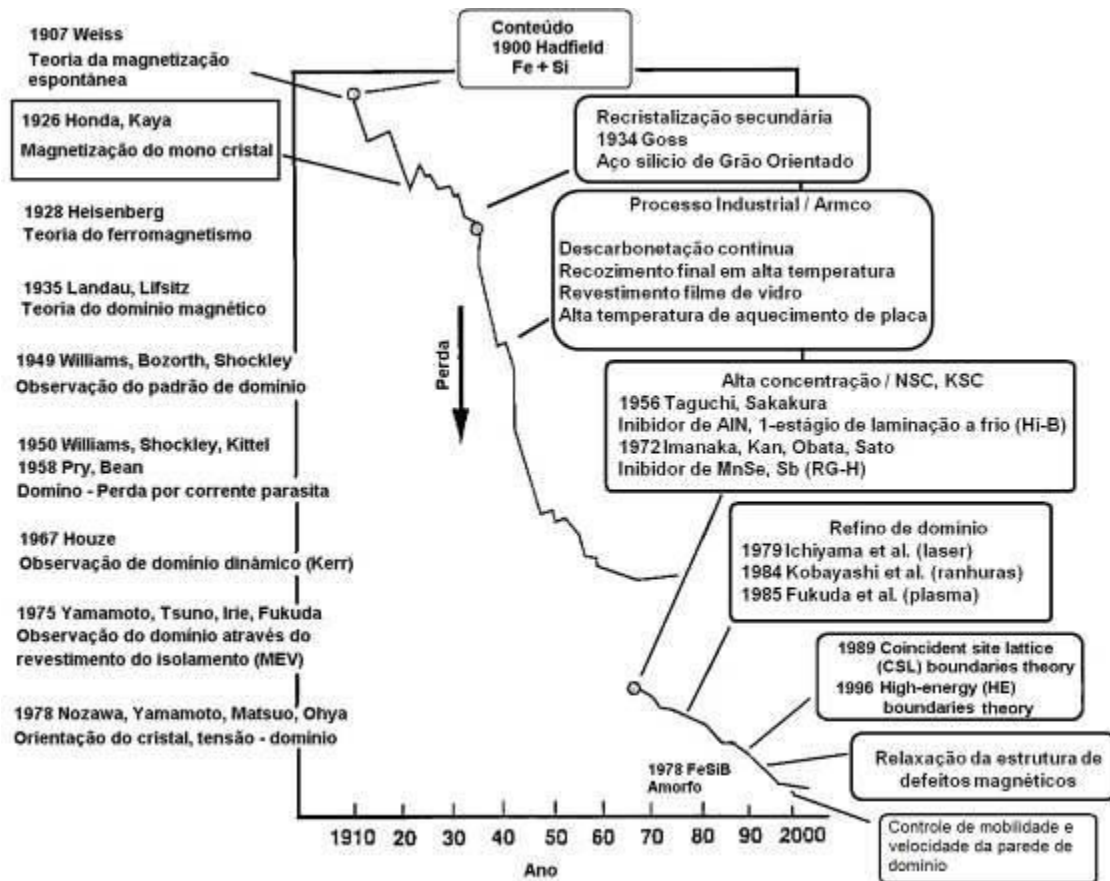 1907 Weiss
Teoria da magnetização
espontánea
1926 Honda, Kaya
Magnetização do mono cristal
1928 Heisenberg
Teoria do ferromagnetismo
1935 Landau, Lifsitz
Teoria do domínio magnético
1949 Williams, Bozorth, Shockley
Observação do padrão de domínio
1950 Williams, Shockley, Kittel
1958 Pry, Bean
Domíno - Perda por corrente parasita
1967 Houze
Observação de domínio dinâmico (Kerr)
1975 Yamamoto, Tsuno, Irie, Fukuda
Observação do domínio através do
revestimento do isolamento (MEV)
1978 Nozawa, Yamamoto, Matsuo, Ohya
Orientação do cristal, tensão - domínio
Conteúdo
1900 Hadfield
Fe + Si
Recristalização secundária
1934 Goss
Aço silicio de Grão Orientado
Processo Industrial / Armco
Descarbonetação continua
Recozimento final em alta temperatura
Revestimento filme de vidro
Alta temperatura de aquecimento de placa
Perda
Alta concentração / NSC, KSC
1956 Taguchi, Sakakura
Inibidor de AlN, 1-estágio de laminação a frio (Hi-B)
1972 Imanaka, Kan, Obata, Sato
Inibidor de MnSe, Sb (RG-H)
Refino de domínio
1979 Ichiyama et al. (laser)
1984 Kobayashi et al. (ranhuras)
1985 Fukuda et al. (plasma)
1989 Coincident site lattice
(CSL) boundaries theory
1996 High-energy (HE)
boundaries theory
1978 FeSiB
Amorfo
Relaxação da estrutura de
defeitos magnéticos
Controle de mobilidade e
velocidade da parede de
domínio
1910 20 30 40 50 60 70 80 90 2000
Ano